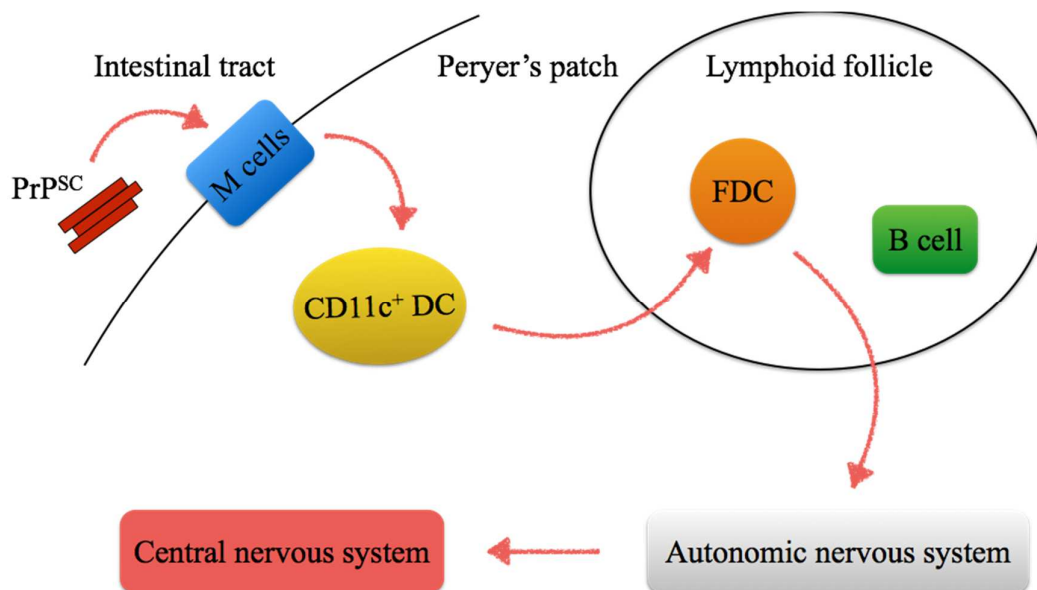 Intestinal tract
Peryer’s patch
Lymphoid follicle
PrPSC
M cells
FDC
B cell
CD11c+ DC
Central nervous system
Autonomic nervous system